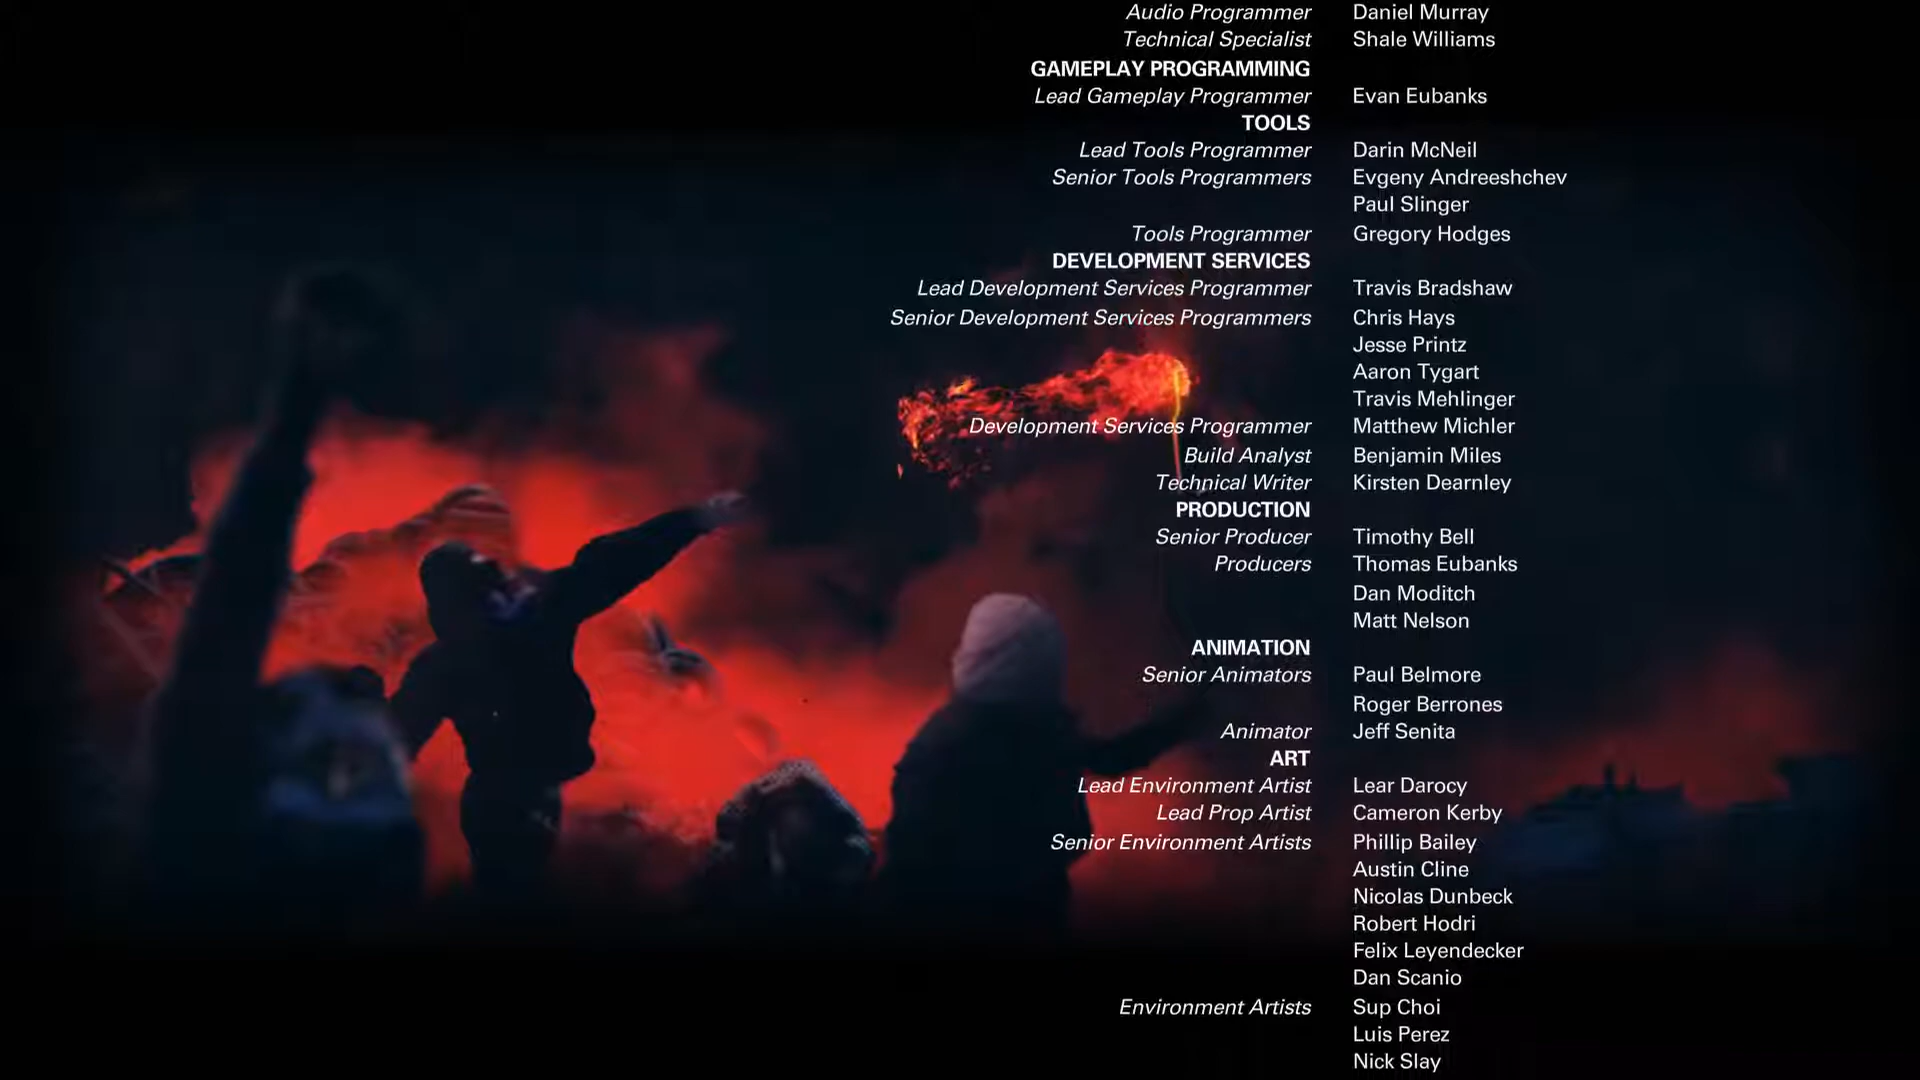 Audio Programmer Daniel Murray
Technical Specialist Shale Williams
GAMEPLAY PROGRAMMING
Lead Gameplay Programmer Evan Eubanks
TOOLS
Lead Tools Programmer Darin McNeil
Senior Tools Programmers Evgeny Andreeshchev
Paul Slinger
Tools Programmer Gregory Hodges
DEVELOPMENT SERVICES
Lead Development Services Programmer Travis Bradshaw
Senior Development Services Programmers Chris Hays
Jesse Printz
Aaron Tygart
Travis Mehlinger
Development Services Programmer Matthew Michler
Build Analyst Benjamin Miles
Technical Writer Kirsten Dearnley
PRODUCTION
Senior Producer Timothy Bell
Producers Thomas Eubanks
Dan Moditch
Matt Nelson
ANIMATION
Senior Animators Paul Belmore
Roger Berrones
Animator Jeff Senita
ART
Lead Environment Artist Lear Darocy
Lead Prop Artist Cameron Kerby
Senior Environment Artists Phillip Bailey
Austin Cline
Nicolas Dunbeck
Robert Hodri
Felix Leyendecker
Dan Scanio
Environment Artists Sup Choi
Luis Perez
Nick Slay